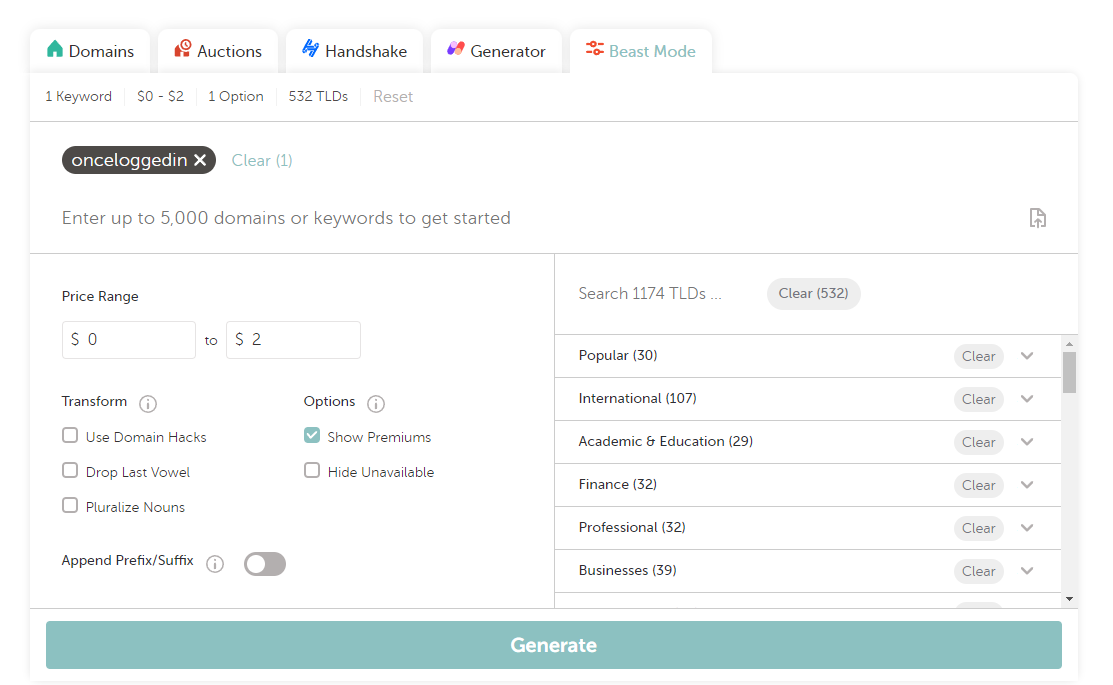 Domains Auctions Handshake Generator Beast Mode
1 Keyword $0 - $2 1 Option 532 TLDs Reset
onceloggedin Clear (1)
Enter up to 5,000 domains or keywords to get started
Price Range
$ 0 to $ 2
Transform Options
Use Domain Hacks Show Premiums
Drop Last Vowel Hide Unavailable
Pluralize Nouns
Append Prefix/Suffix
Search 1174 TLDs ... Clear (532)
Popular (30) Clear
International (107) Clear
Academic & Education (29) Clear
Finance (32) Clear
Professional (32) Clear
Businesses (39) Clear
Generate